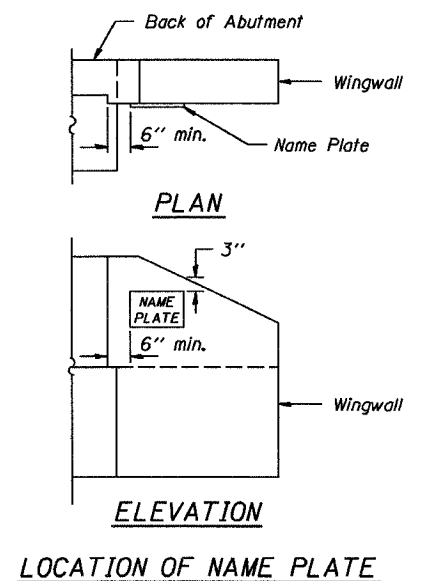 Back of Abutment
Wingwall
6" min.
Name Plate
PLAN
3"
NAME
PLATE
6" min.
Wingwall
ELEVATION
LOCATION OF NAME PLATE